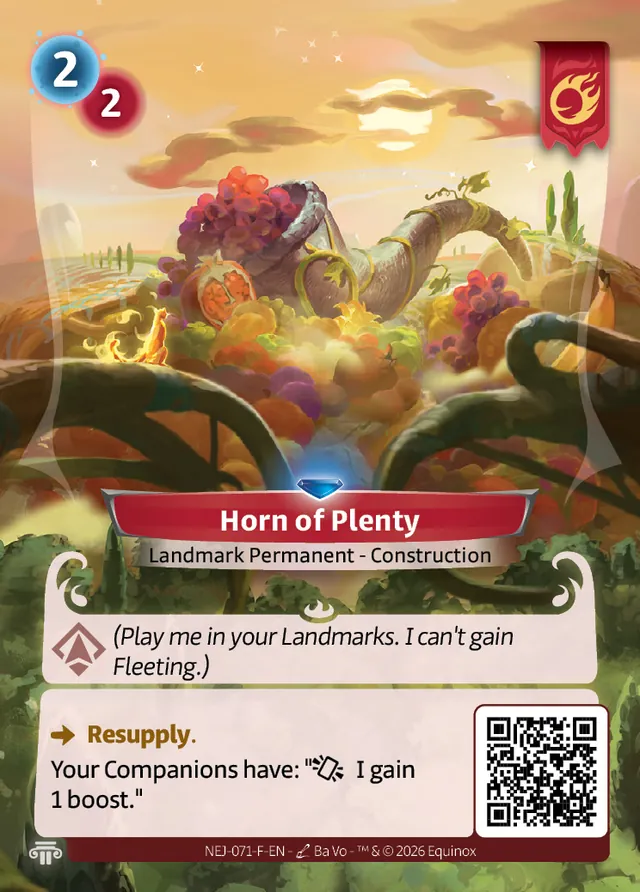 2
2
Horn of Plenty
Landmark Permanent - Construction
(Play me in your Landmarks. I can't gain
Fleeting.)
Resupply.
Your Companions have: " I gain
1 boost."
NEJ-071-F-EN - Ba Vo - ™ & © 2026 Equinox